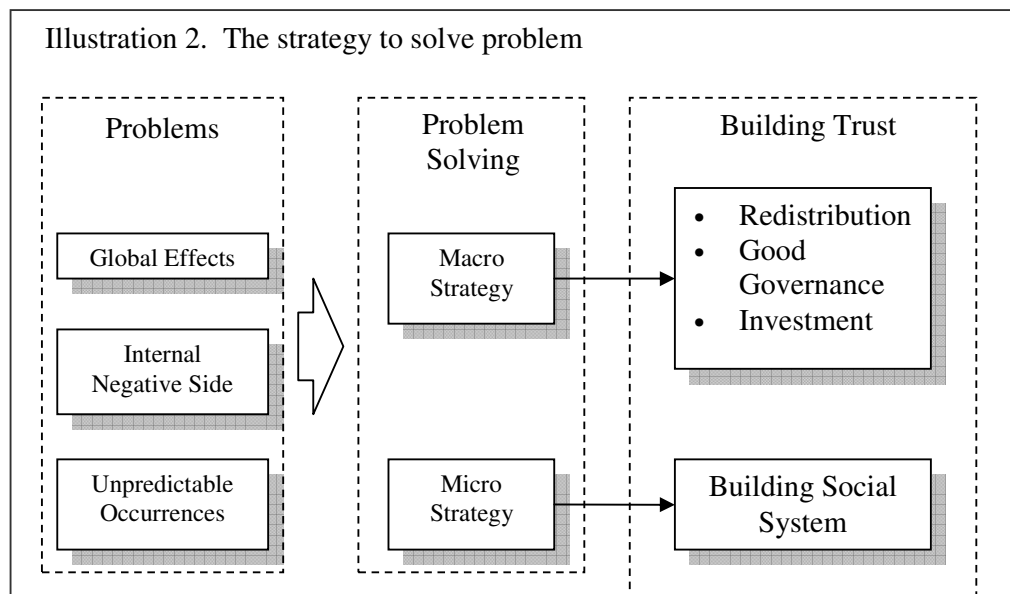 Illustration 2. The strategy to solve problem
Problems
Global Effects
Internal
Negative Side
Unpredictable
Occurrences
Problem
Solving
Macro
Strategy
Micro
Strategy
Building Trust
• Redistribution
• Good
Governance
• Investment
Building Social
System